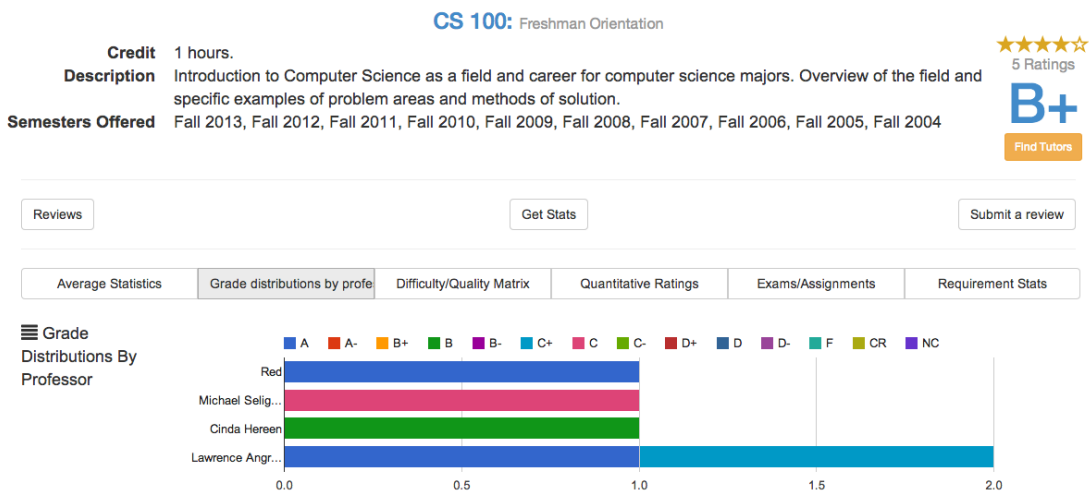 CS 100: Freshman Orientation
Credit 1 hours.
Description Introduction to Computer Science as a field and career for computer science majors. Overview of the field and
specific examples of problem areas and methods of solution.
Semesters Offered Fall 2013, Fall 2012, Fall 2011, Fall 2010, Fall 2009, Fall 2008, Fall 2007, Fall 2006, Fall 2005, Fall 2004
5 Ratings
B+
Find Tutors
Reviews Get Stats Submit a review
Average Statistics Grade distributions by profe Difficulty/Quality Matrix Quantitative Ratings Exams/Assignments Requirement Stats
Grade
Distributions By
Professor
A A- B+ B B- C+ C C- D+ D D- F CR NC
Red
Michael Selig...
Cinda Hereen
Lawrence Angr...
0.0 0.5 1.0 1.5 2.0